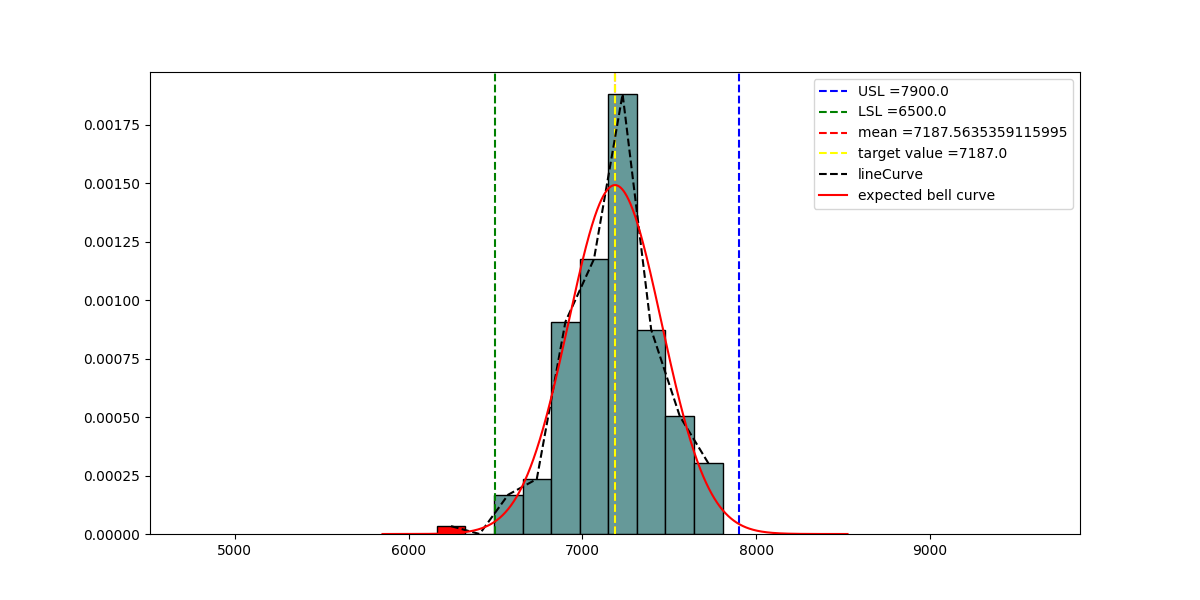 USL =7900.0
LSL =6500.0
mean =7187.5635359115995
target value =7187.0
lineCurve
expected bell curve
0.00175
0.00150
0.00125
0.00100
0.00075
0.00050
0.00025
0.00000
5000 6000 7000 8000 9000